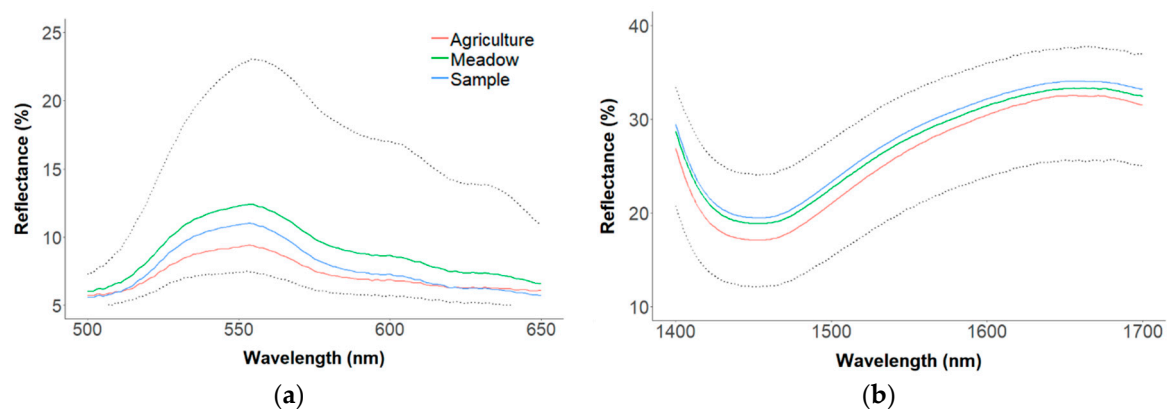 25
20
15
10
5
Reflectance (%)
Agriculture
Meadow
Sample
500
550
600
650
Wavelength (nm)
(a)
40
30
20
10
Reflectance (%)
1400
1500
1600
1700
Wavelength (nm)
(b)